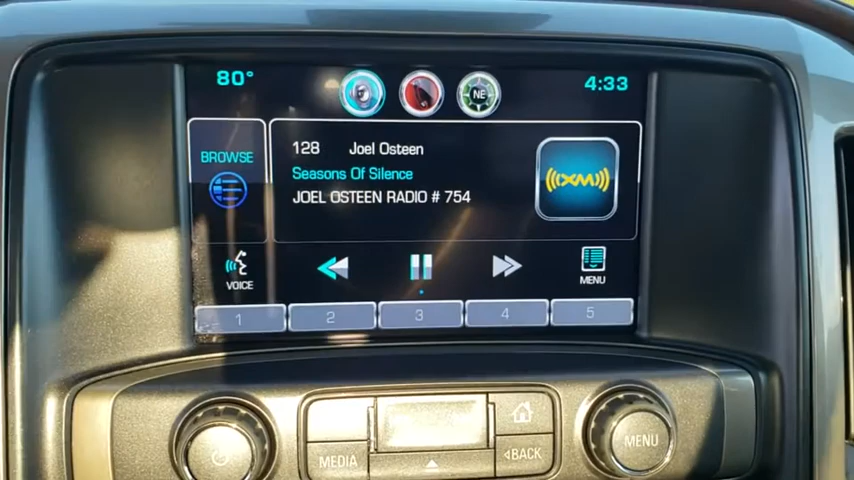 80° NE 4:33
BROWSE
128 Joel Osteen
Seasons Of Silence
JOEL OSTEEN RADIO # 754
((XM))
VOICE
MENU
1 2 3 4 5
MEDIA
◁BACK
MENU